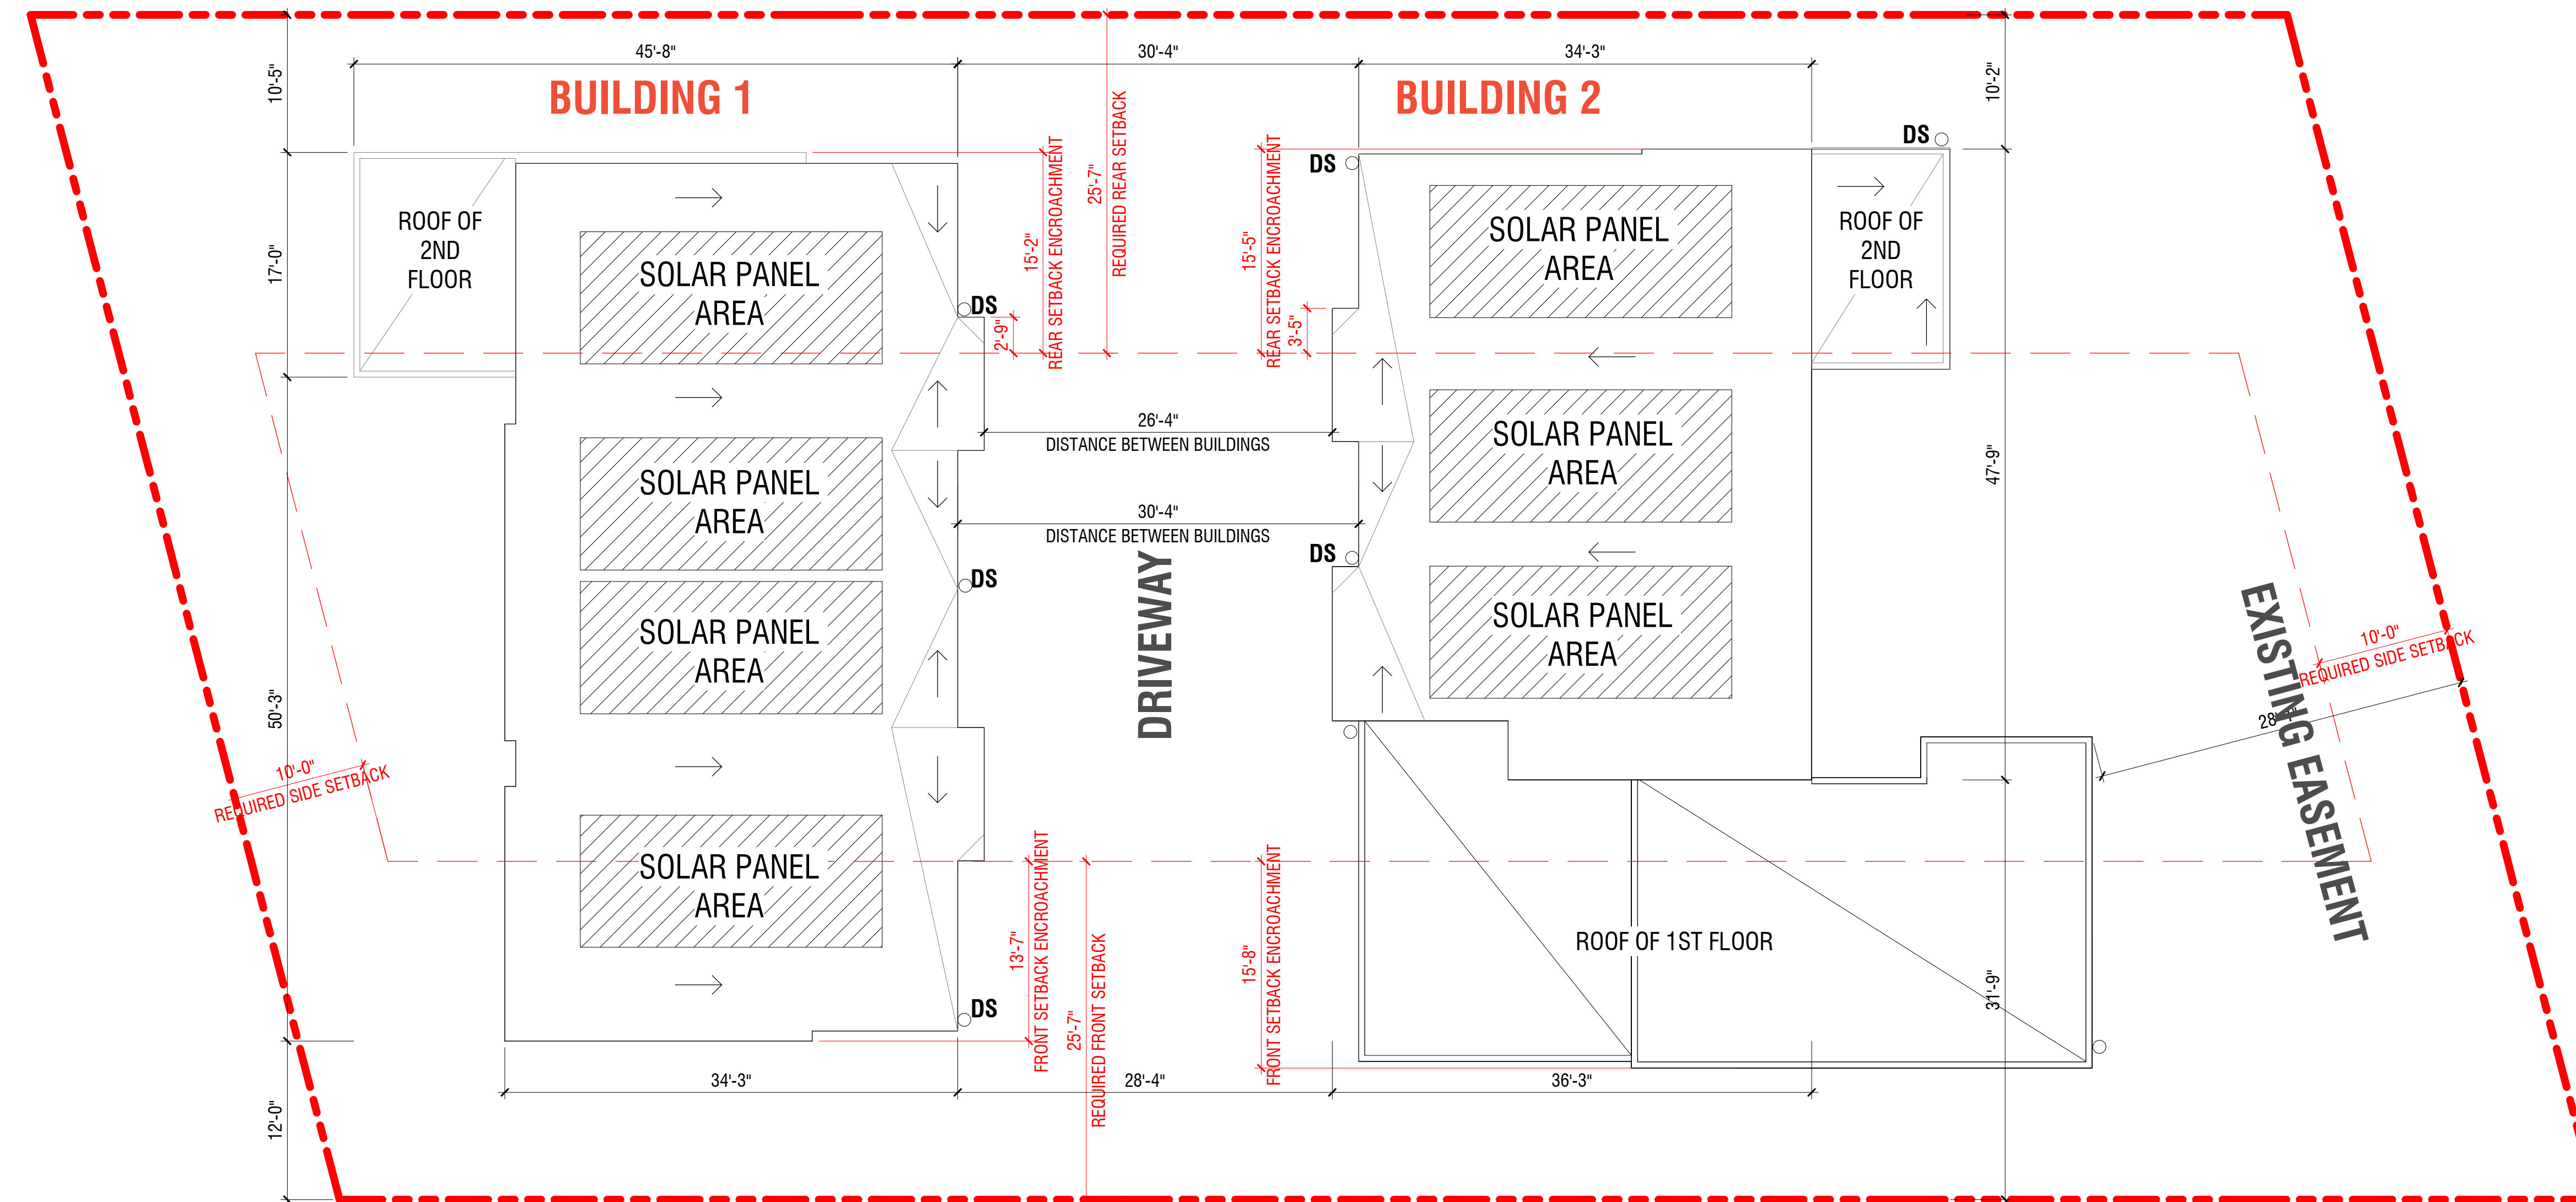 45'-8"
30'-4"
34'-3"
BUILDING 1
BUILDING 2
10'-5"
10'-2"
DS
DS
ROOF OF
2ND
FLOOR
SOLAR PANEL
AREA
15'-2"
REAR SETBACK ENCROACHMENT
25'-7"
REQUIRED REAR SETBACK
15'-5"
REAR SETBACK ENCROACHMENT
SOLAR PANEL
AREA
ROOF OF
2ND
FLOOR
17'-0"
DS
2'-9"
3'-5"
26'-4"
DISTANCE BETWEEN BUILDINGS
SOLAR PANEL
AREA
SOLAR PANEL
AREA
47'-9"
30'-4"
DISTANCE BETWEEN BUILDINGS
DS
DS
DRIVEWAY
SOLAR PANEL
AREA
SOLAR PANEL
AREA
EXISTING EASEMENT
10'-0"
REQUIRED SIDE SETBACK
50'-3"
10'-0"
REQUIRED SIDE SETBACK
SOLAR PANEL
AREA
13'-7"
FRONT SETBACK ENCROACHMENT
25'-7"
REQUIRED FRONT SETBACK
15'-8"
FRONT SETBACK ENCROACHMENT
ROOF OF 1ST FLOOR
31'-9"
DS
34'-3"
28'-4"
36'-3"
12'-0"